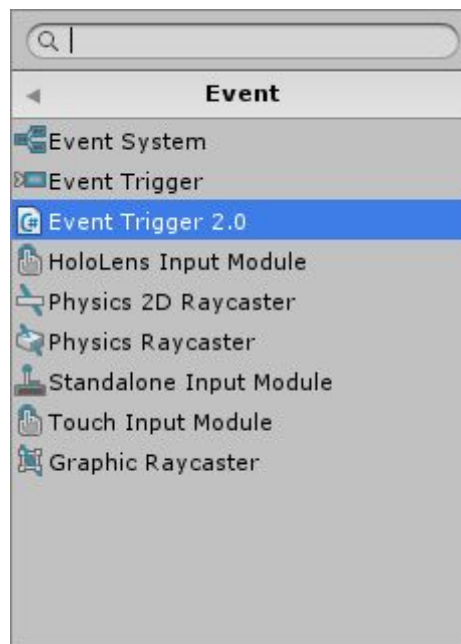 Event
Event System
Event Trigger
Event Trigger 2.0
HoloLens Input Module
Physics 2D Raycaster
Physics Raycaster
Standalone Input Module
Touch Input Module
Graphic Raycaster